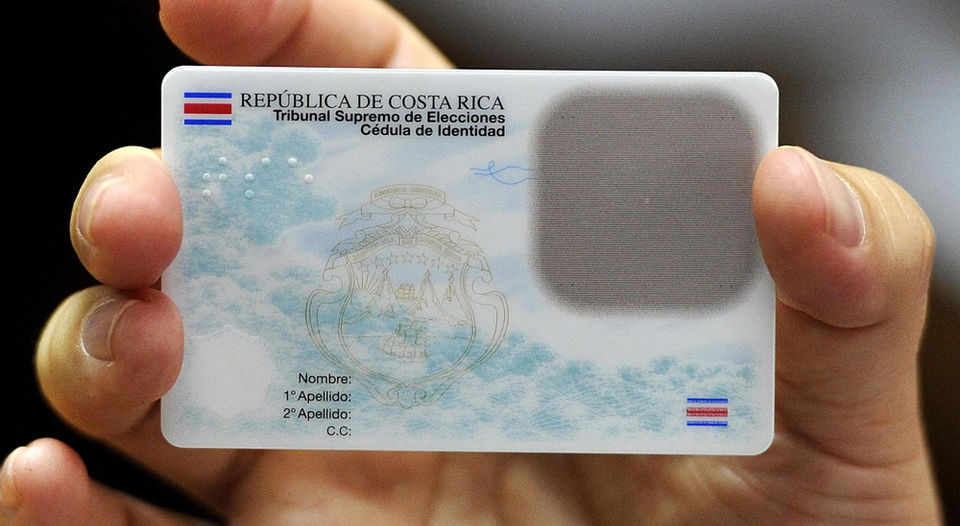 REPÚBLICA DE COSTA RICA
Tribunal Supremo de Elecciones
Cédula de Identidad
Nombre:
1º Apellido:
2º Apellido:
C.C: